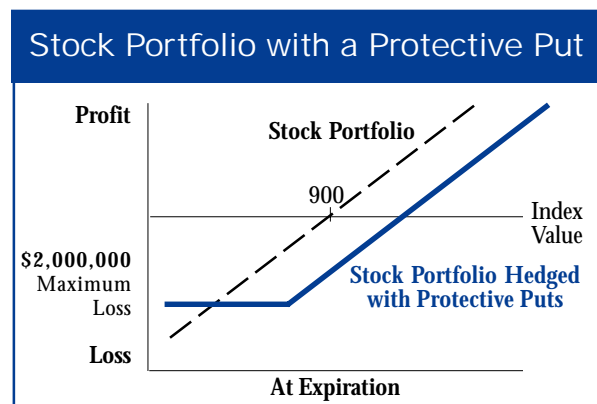 Stock Portfolio with a Protective Put
Profit
Stock Portfolio
900
Index
Value
$2,000,000
Maximum
Loss
Stock Portfolio Hedged
with Protective Puts
Loss
At Expiration